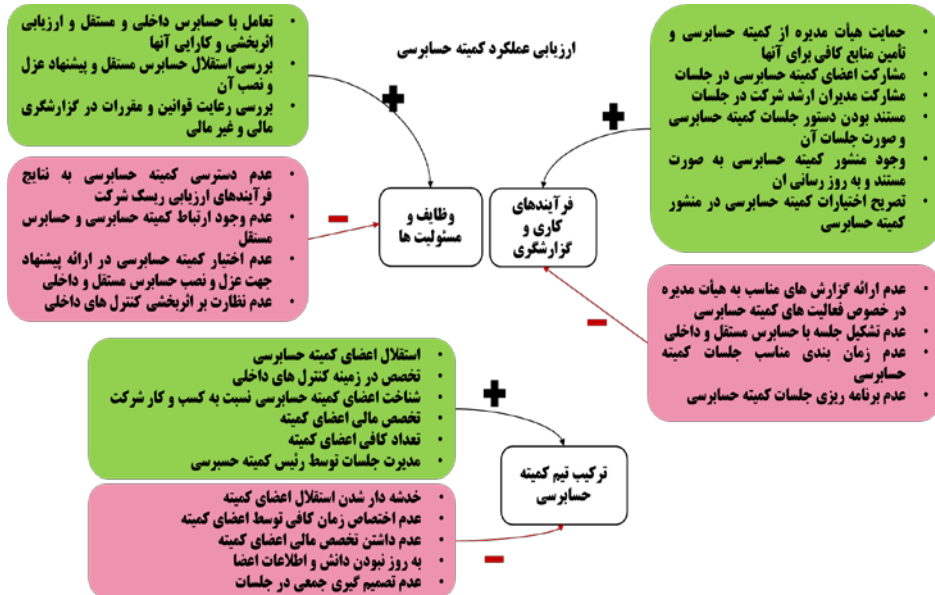 ارزیابی عملکرد کمیته حسابرسی
• حمایت هیأت مدیره از کمیته حسابرسی و
تأمین منابع کافی برای آنها
• مشارکت اعضای کمیته حسابرسی در جلسات
• مشارکت مدیران ارشد شرکت در جلسات
• مستند بودن دستور جلسات کمیته حسابرسی
و صورت جلسات آن
• وجود منشور کمیته حسابرسی به صورت
مستند و به روز رسانی ان
• تصریح اختیارات کمیته حسابرسی در منشور
کمیته حسابرسی
+
فرآیندهای
کاری و
گزارشگری
• عدم ارائه گزارش های مناسب به هیأت مدیره
در خصوص فعالیت های کمیته حسابرسی
• عدم تشکیل جلسه با حسابرس مستقل و داخلی
• عدم زمان بندی مناسب جلسات کمیته
حسابرسی
• عدم برنامه ریزی جلسات کمیته حسابرسی
−
• تعامل با حسابرس داخلی و مستقل و ارزیابی
اثربخشی و کارایی آنها
• بررسی استقلال حسابرس مستقل و پیشنهاد عزل
و نصب آن
• بررسی رعایت قوانین و مقررات در گزارشگری
مالی و غیر مالی
+
وظایف و
مسئولیت ها
• عدم دسترسی کمیته حسابرسی به نتایج
فرآیندهای ارزیابی ریسک شرکت
• عدم وجود ارتباط کمیته حسابرسی و حسابرس
مستقل
• عدم اختیار کمیته حسابرسی در ارائه پیشنهاد
جهت عزل و نصب حسابرس مستقل و داخلی
• عدم نظارت بر اثربخشی کنترل های داخلی
−
• استقلال اعضای کمیته حسابرسی
• تخصص در زمینه کنترل های داخلی
• شناخت اعضای کمیته حسابرسی نسبت به کسب و کار شرکت
• تخصص مالی اعضای کمیته
• تعداد کافی اعضای کمیته
• مدیرت جلسات توسط رئیس کمیته حسبرسی
+
ترکیب تیم کمیته
حسابرسی
• خدشه دار شدن استقلال اعضای کمیته
• عدم اختصاص زمان کافی توسط اعضای کمیته
• عدم داشتن تخصص مالی اعضای کمیته
• به روز نبودن دانش و اطلاعات اعضا
• عدم تصمیم گیری جمعی در جلسات
−